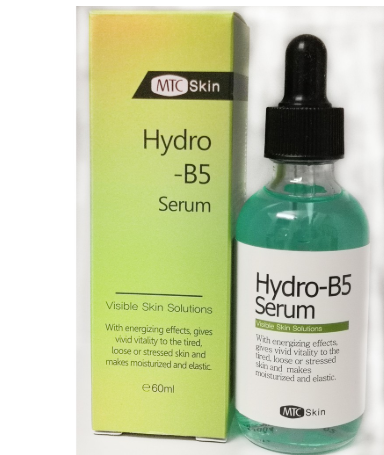 MTC Skin
Hydro
-B5
Serum
Visible Skin Solutions
With energizing effects, gives
vivid vitality to the tired,
loose or stressed skin and
makes moisturized and elastic.
℮60ml
Hydro-B5
Serum
Visible Skin Solutions
With energizing effects,
gives vivid vitality to the
tired, loose or stressed
skin and makes
moisturized and elastic.
MTC Skin